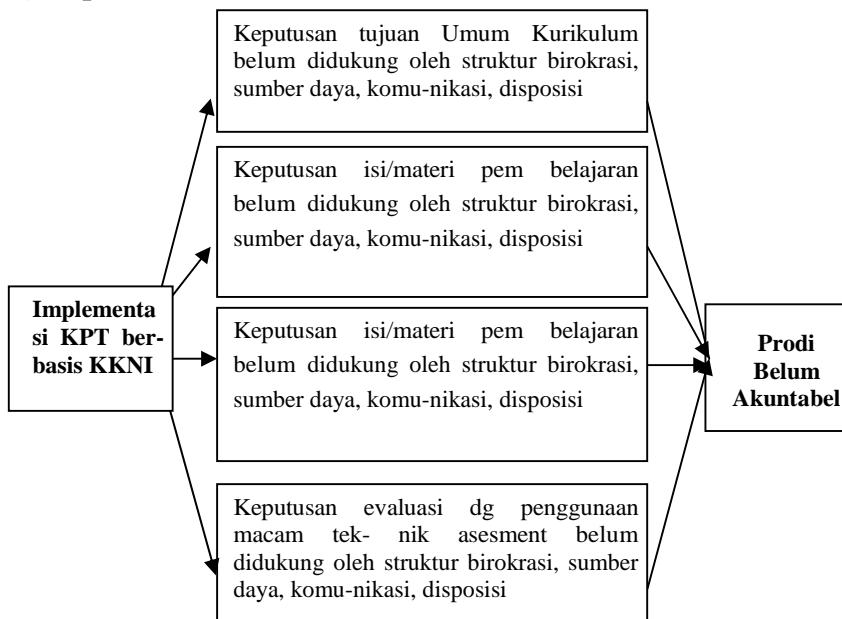 Keputusan tujuan Umum Kurikulum
belum didukung oleh struktur birokrasi,
sumber daya, komu-nikasi, disposisi
Keputusan isi/materi pem belajaran
belum didukung oleh struktur birokrasi,
sumber daya, komu-nikasi, disposisi
Implementa
si KPT ber-
basis KKNI
Keputusan isi/materi pem belajaran
belum didukung oleh struktur birokrasi,
sumber daya, komu-nikasi, disposisi
Prodi
Belum
Akuntabel
Keputusan evaluasi dg penggunaan
macam tek- nik asesment belum
didukung oleh struktur birokrasi, sumber
daya, komu-nikasi, disposisi